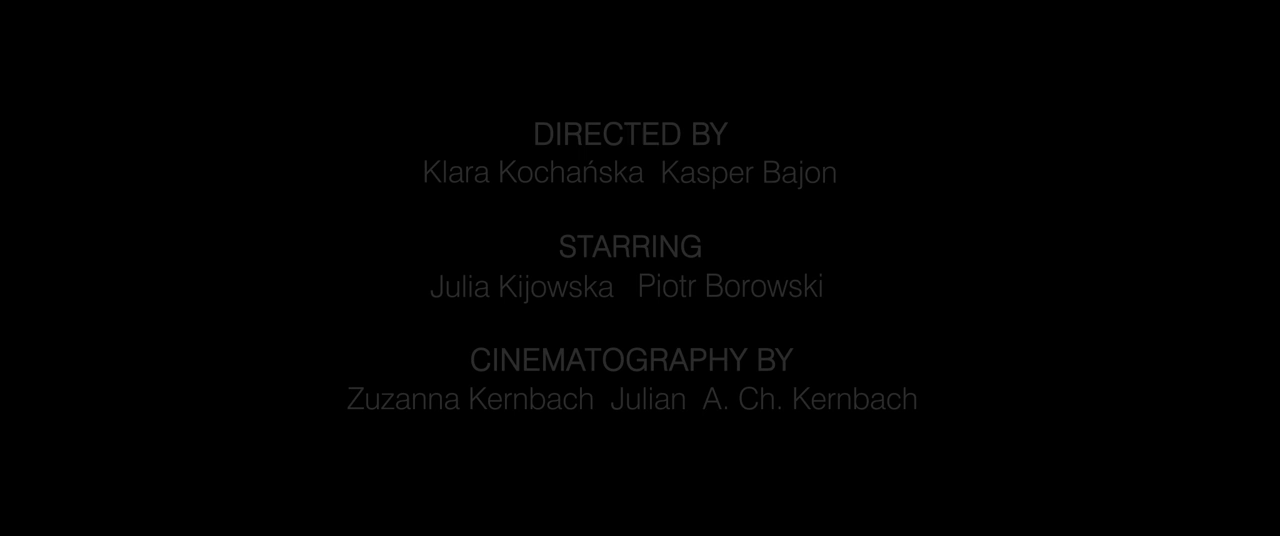 DIRECTED BY
Klara Kochańska Kasper Bajon
STARRING
Julia Kijowska Piotr Borowski
CINEMATOGRAPHY BY
Zuzanna Kernbach Julian A. Ch. Kernbach